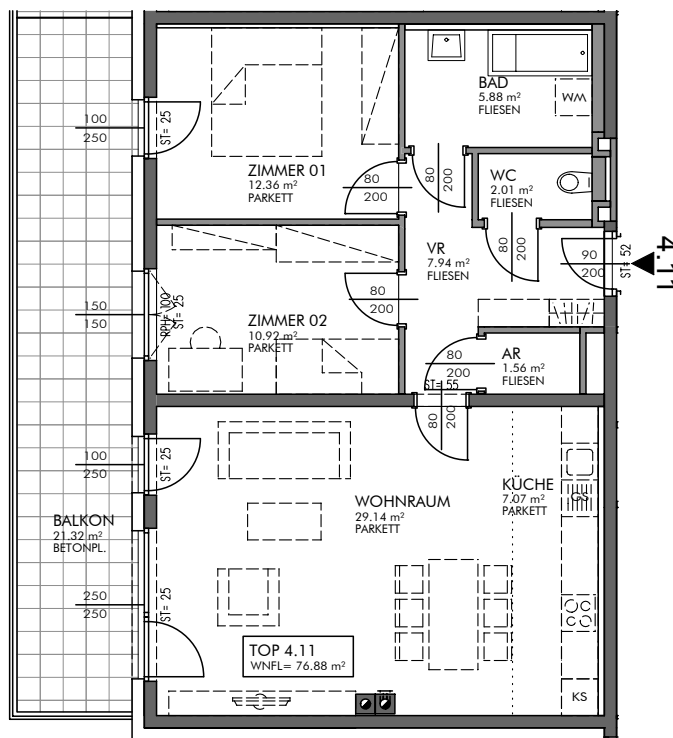 BAD
5.88 m²
FLIESEN
WM
100
250
ST= 25
ZIMMER 01
12.36 m²
PARKETT
80
200
80
200
WC
2.01 m²
FLIESEN
80
200
VR
7.94 m²
FLIESEN
90
200
ST= 52
4.11
150
150
RPH= 100
ST= 25
ZIMMER 02
10.92 m²
PARKETT
80
AR
1.56 m²
FLIESEN
80
200
ST= 55
80
200
100
250
ST= 25
KÜCHE
7.07 m²
PARKETT
GS
WOHNRAUM
29.14 m²
PARKETT
BALKON
21.32 m²
BETONPL.
250
250
ST= 25
TOP 4.11
WNFL= 76.88 m²
KS